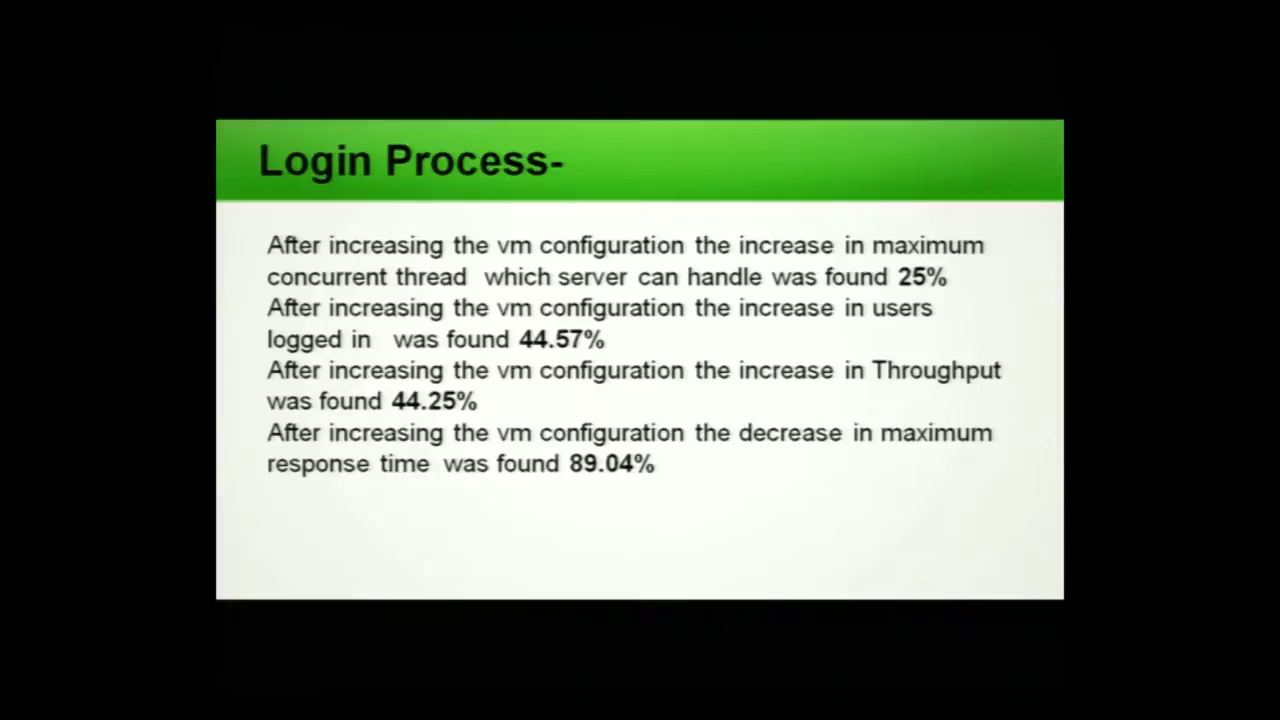 Login Process-
After increasing the vm configuration the increase in maximum
concurrent thread which server can handle was found 25%
After increasing the vm configuration the increase in users
logged in was found 44.57%
After increasing the vm configuration the increase in Throughput
was found 44.25%
After increasing the vm configuration the decrease in maximum
response time was found 89.04%